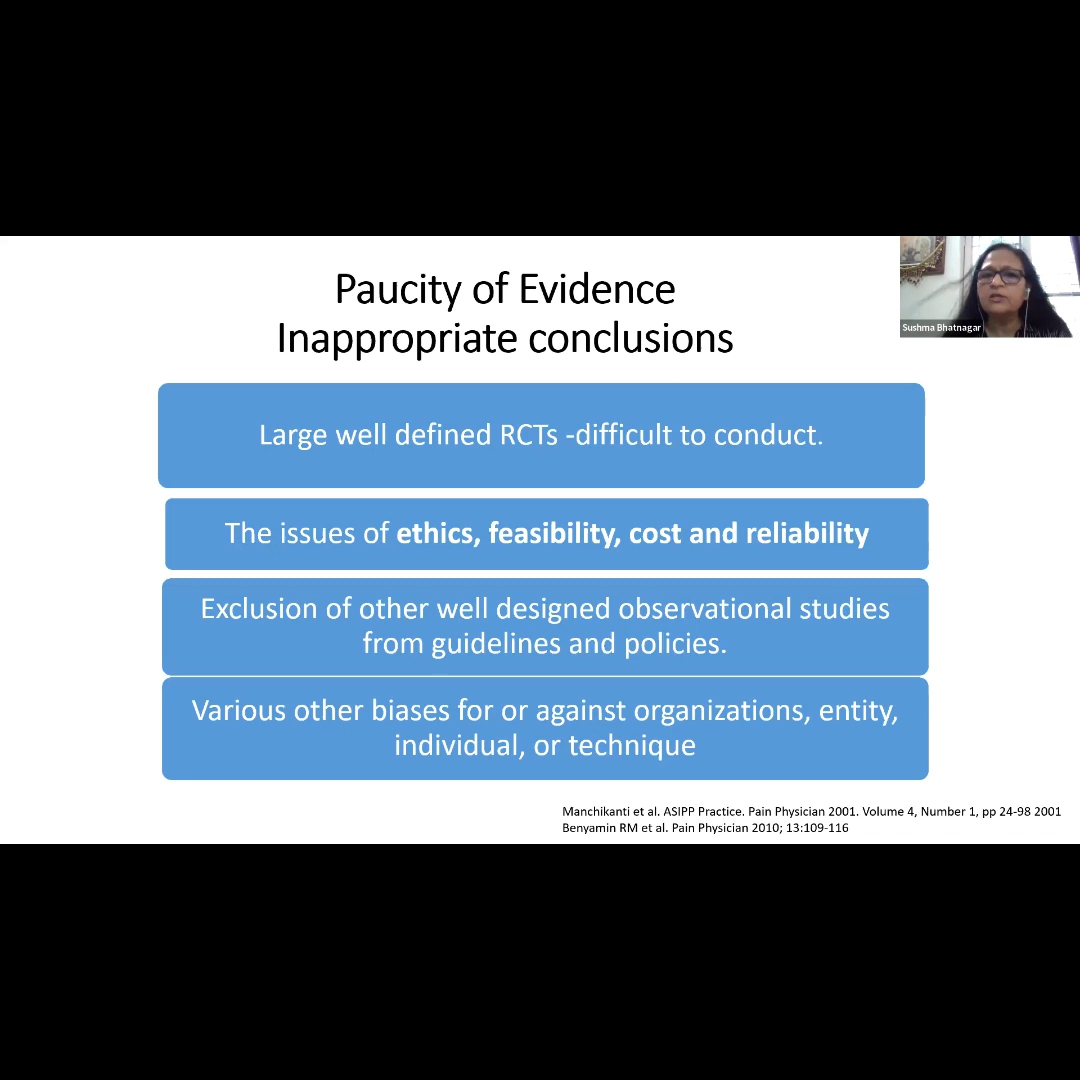 Paucity of Evidence
Inappropriate conclusions
Sushma Bhatnagar
Large well defined RCTs -difficult to conduct.
The issues of ethics, feasibility, cost and reliability
Exclusion of other well designed observational studies
from guidelines and policies.
Various other biases for or against organizations, entity,
individual, or technique
Manchikanti et al. ASIPP Practice. Pain Physician 2001. Volume 4, Number 1, pp 24-98 2001
Benyamin RM et al. Pain Physician 2010; 13:109-116